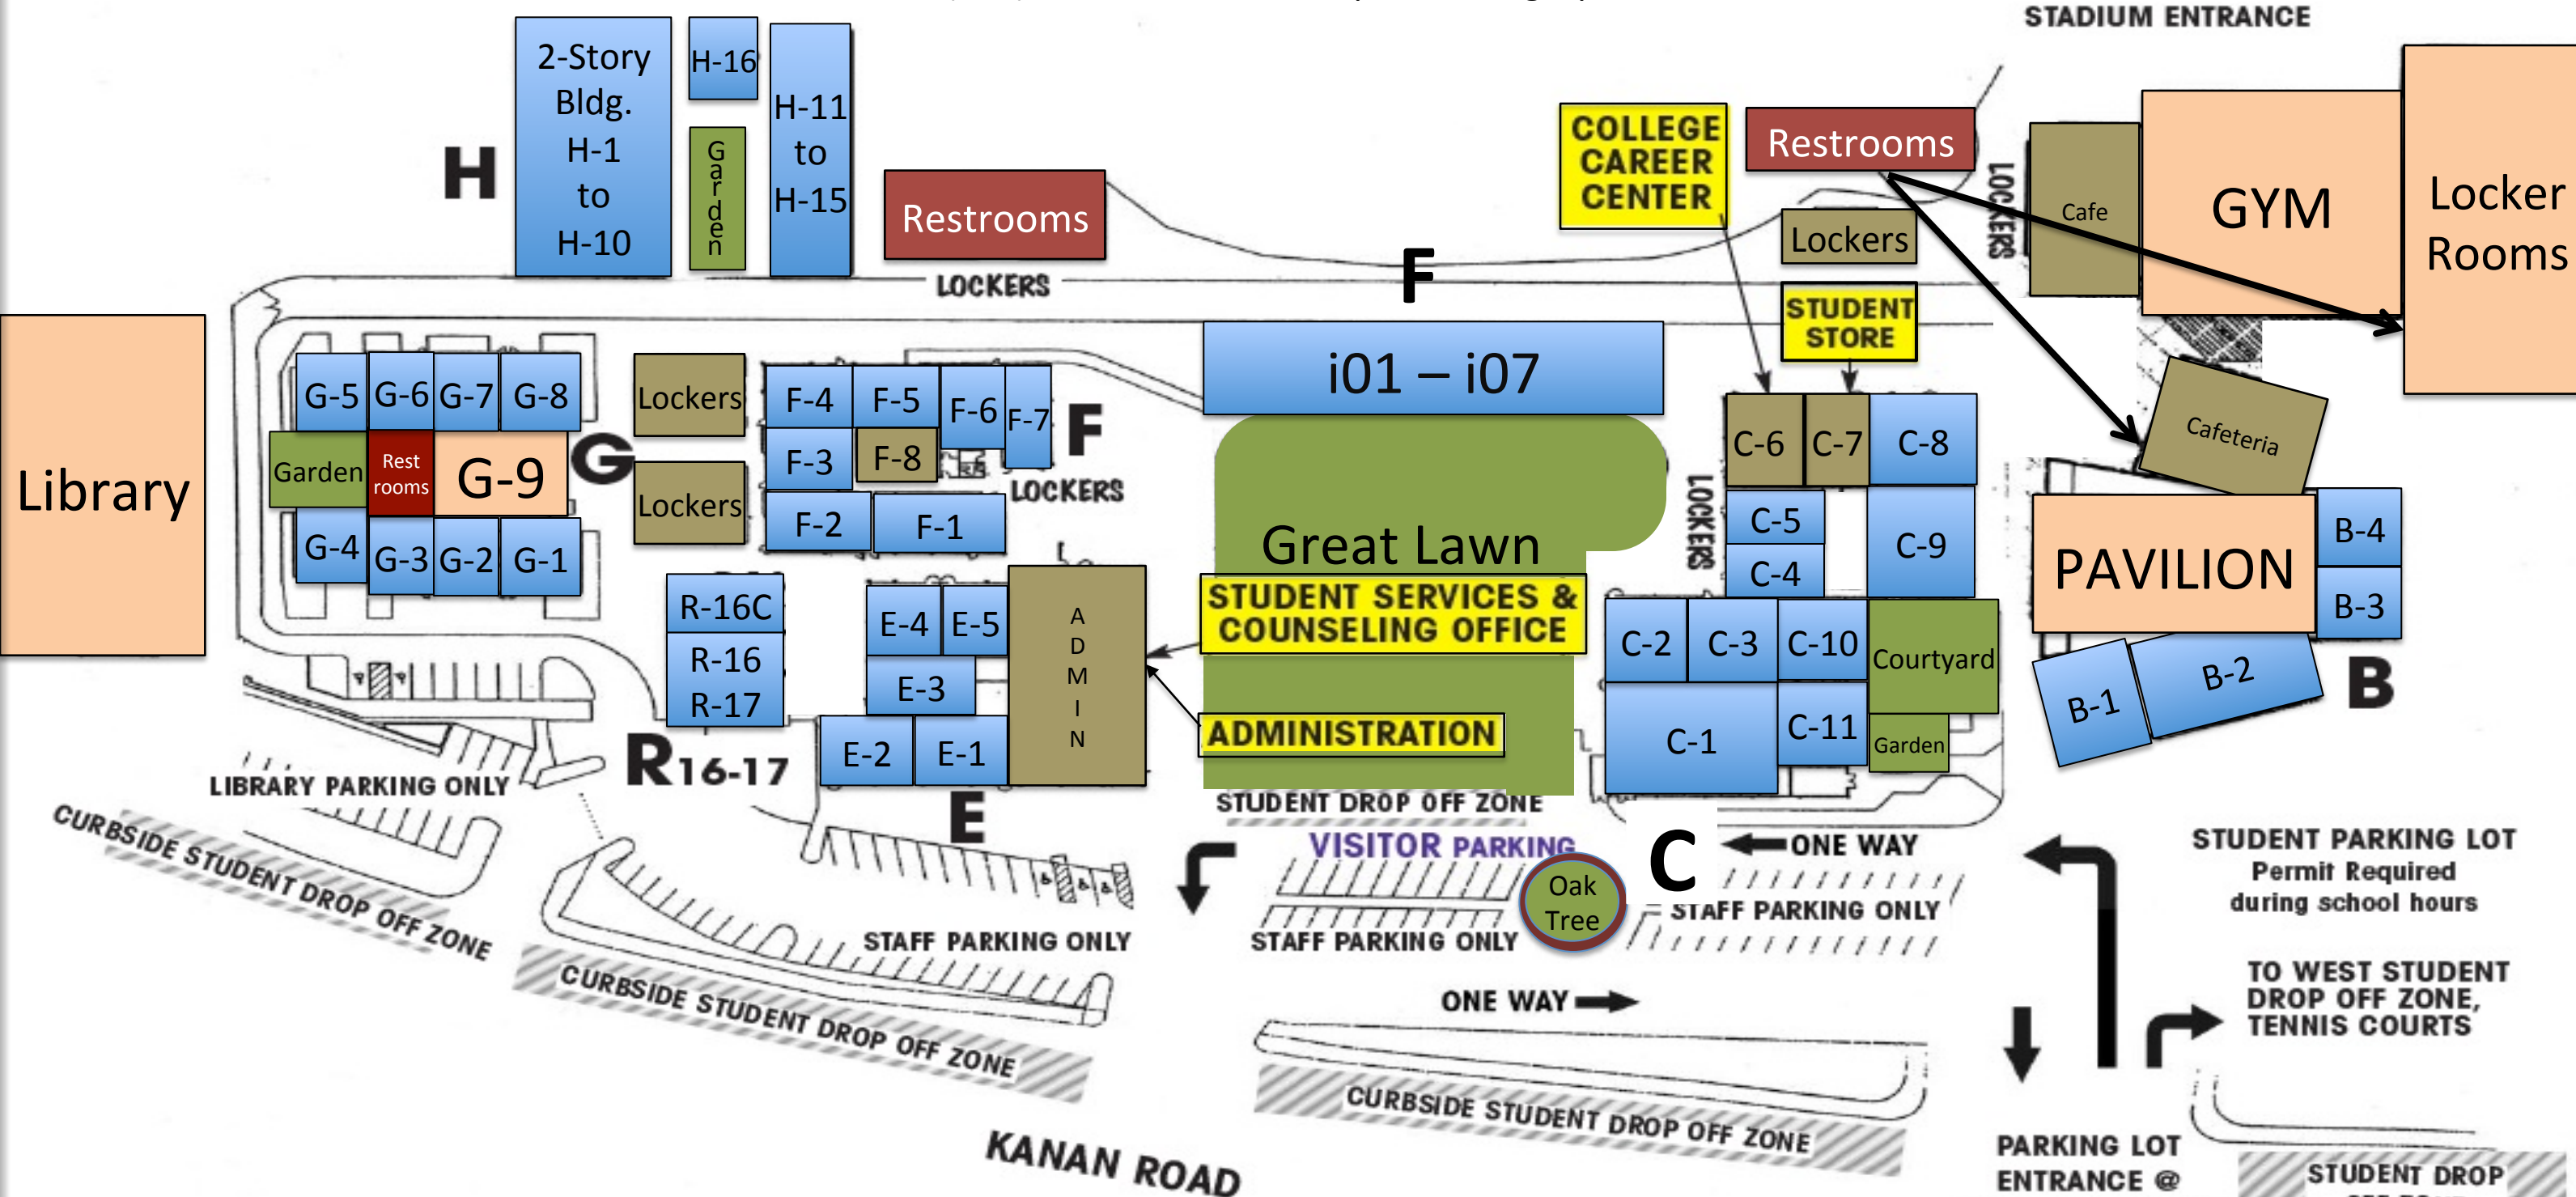 STADIUM ENTRANCE
2-Story
Bldg.
H-1
to
H-10
H-16
Garden
H-11
to
H-15
H
Restrooms
LOCKERS
F
COLLEGE
CAREER
CENTER
Restrooms
Lockers
LOCKERS
Cafe
GYM
Locker
Rooms
STUDENT
STORE
i01 – i07
Library
G-5
G-6
G-7
G-8
Garden
Rest
rooms
G-9
G
G-4
G-3
G-2
G-1
Lockers
Lockers
F-4
F-5
F-6
F-7
F
F-3
F-8
LOCKERS
F-2
F-1
Great Lawn
C-6
C-7
C-8
LOCKERS
C-5
C-4
C-9
C-2
C-3
C-10
Courtyard
C-1
C-11
Garden
Cafeteria
PAVILION
B-4
B-3
B-1
B-2
B
R-16C
R-16
R-17
R16-17
E-4
E-5
E-3
E-2
E-1
E
ADMIN
STUDENT SERVICES &
COUNSELING OFFICE
ADMINISTRATION
LIBRARY PARKING ONLY
CURBSIDE STUDENT DROP OFF ZONE
STUDENT DROP OFF ZONE
VISITOR PARKING
Oak
Tree
C
ONE WAY
STAFF PARKING ONLY
STAFF PARKING ONLY
STAFF PARKING ONLY
STUDENT PARKING LOT
Permit Required
during school hours
CURBSIDE STUDENT DROP OFF ZONE
ONE WAY
TO WEST STUDENT
DROP OFF ZONE,
TENNIS COURTS
CURBSIDE STUDENT DROP OFF ZONE
KANAN ROAD
PARKING LOT
ENTRANCE @
STUDENT DROP